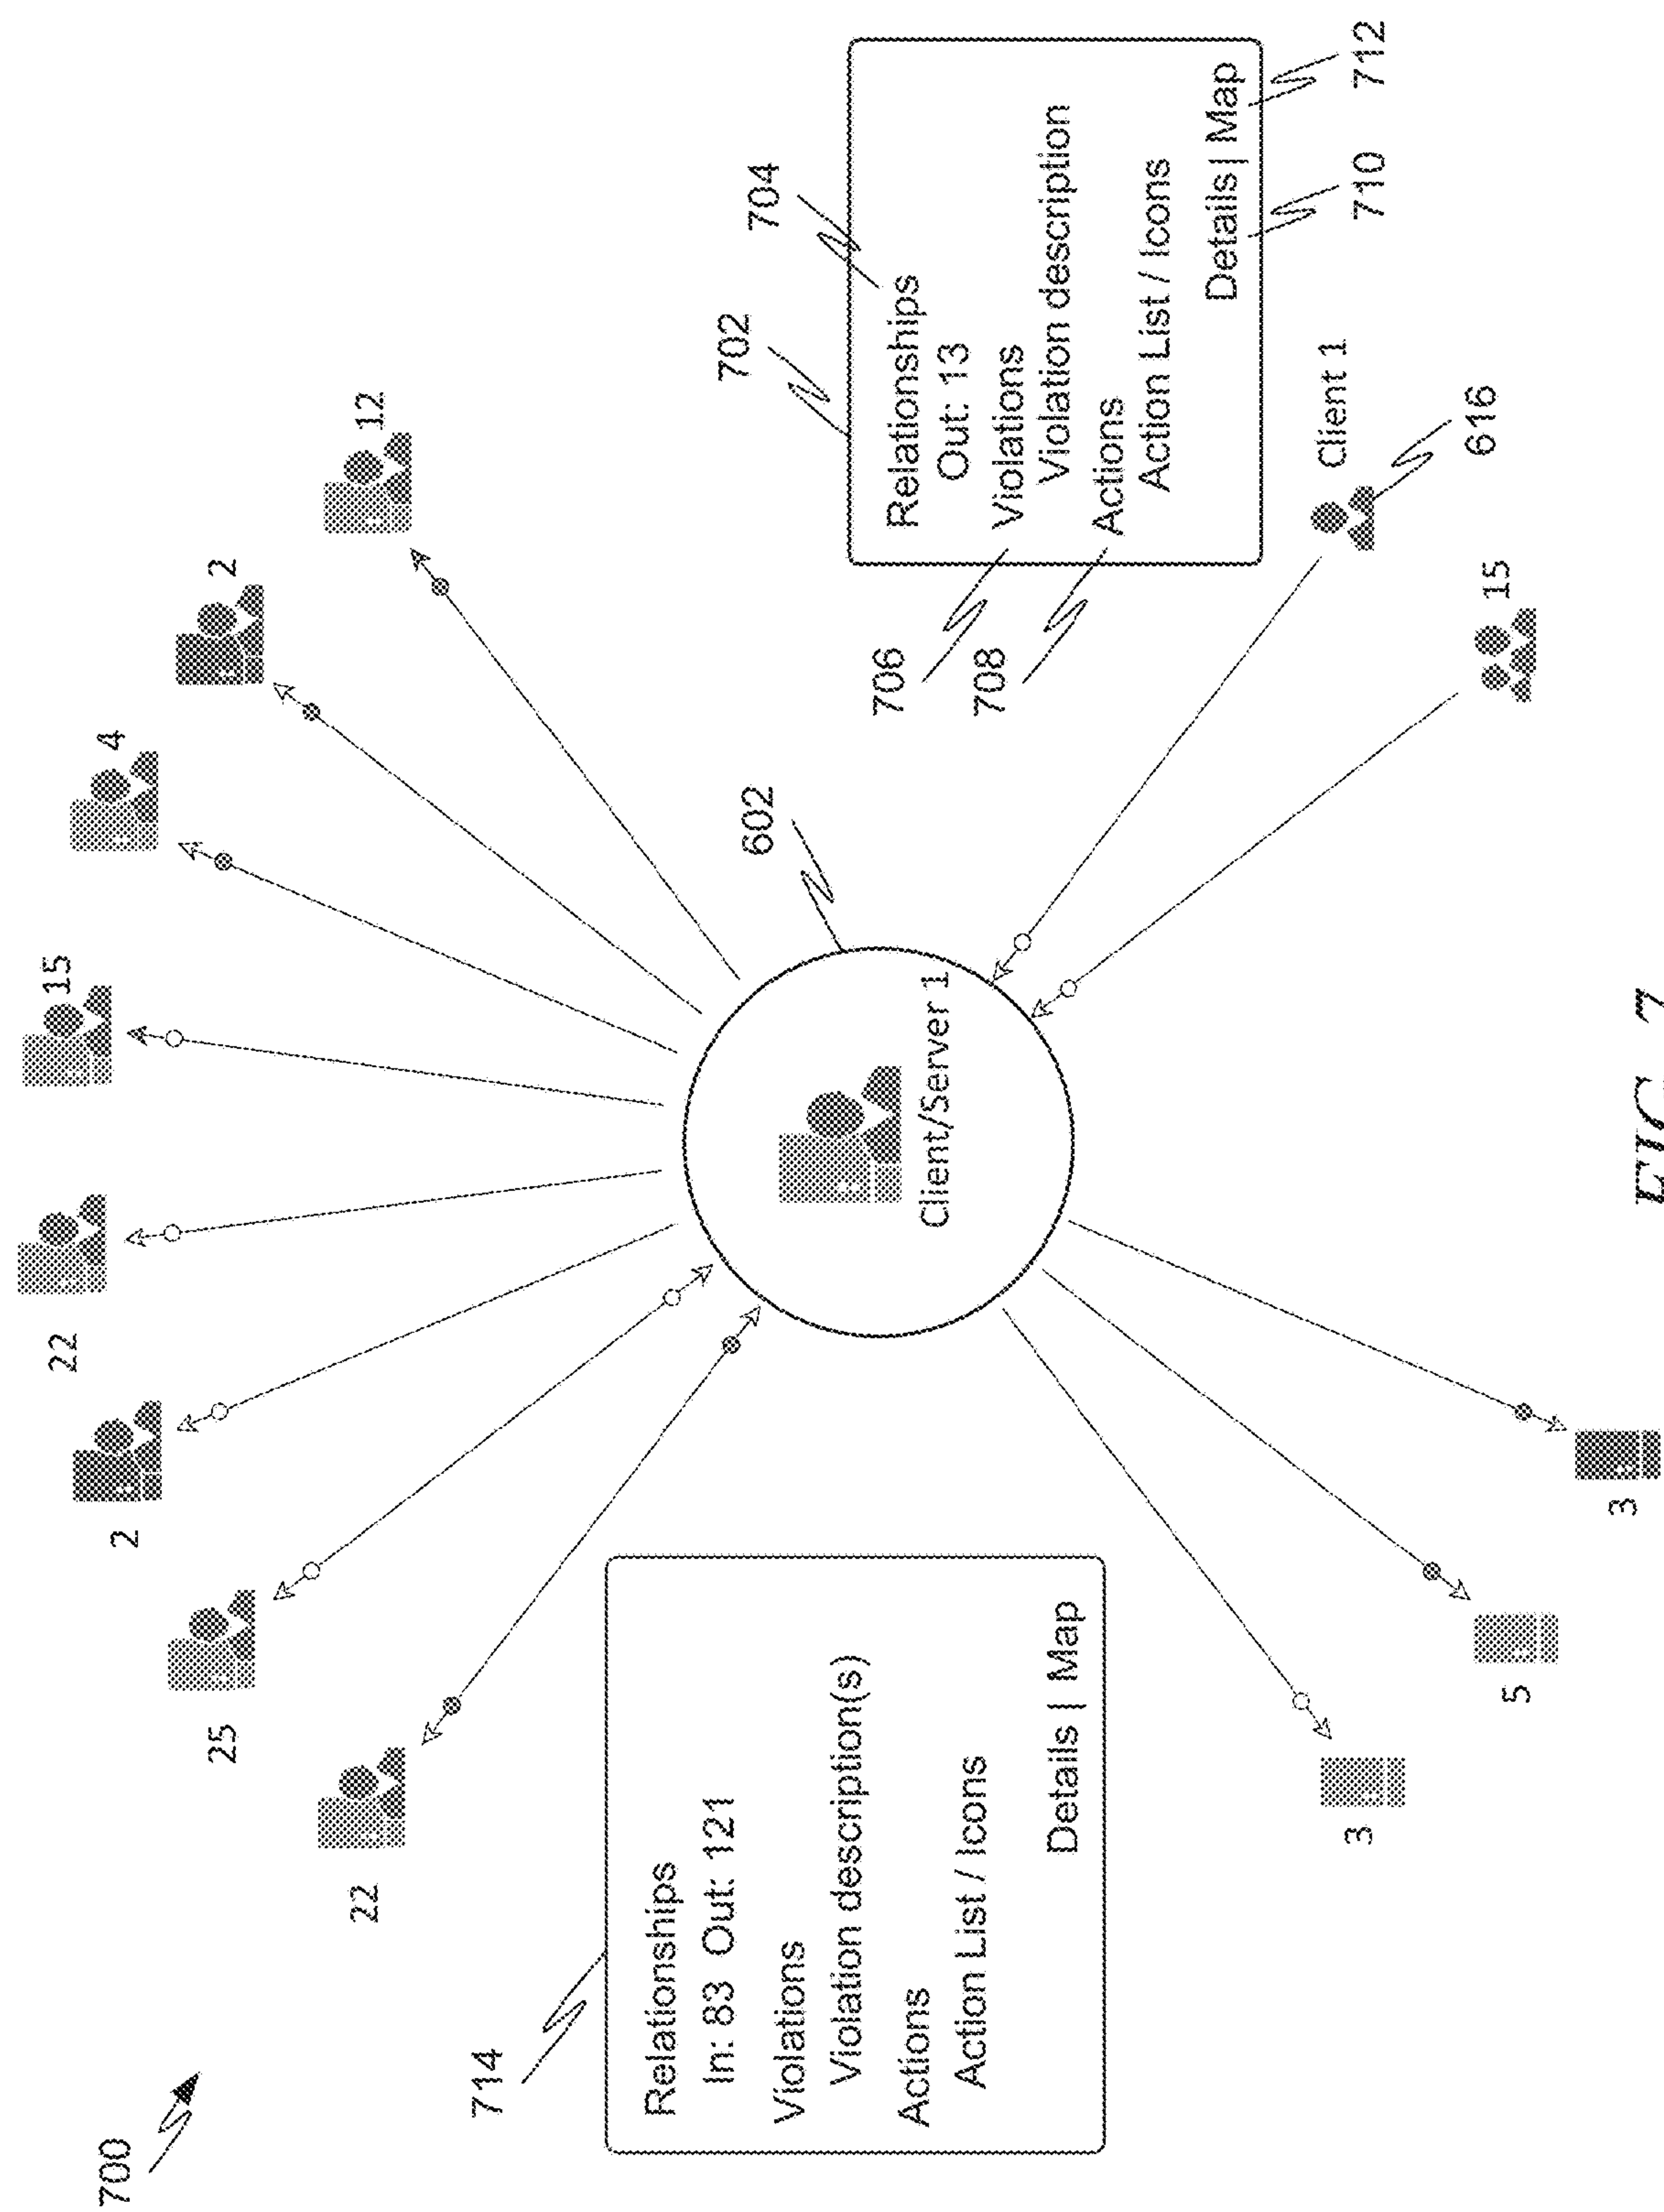 700
22
15
4
2
2
12
25
22
714
Relationships
In: 83 Out: 121
Violations
Violation description(s)
Actions
Action List / Icons
Details | Map
602
Client/Server 1
702
704
Relationships
Out: 13
Violations
Violation description
Actions
Action List / Icons
Details | Map
706
708
710
712
Client 1
616
15
3
5
3
FIG. 7